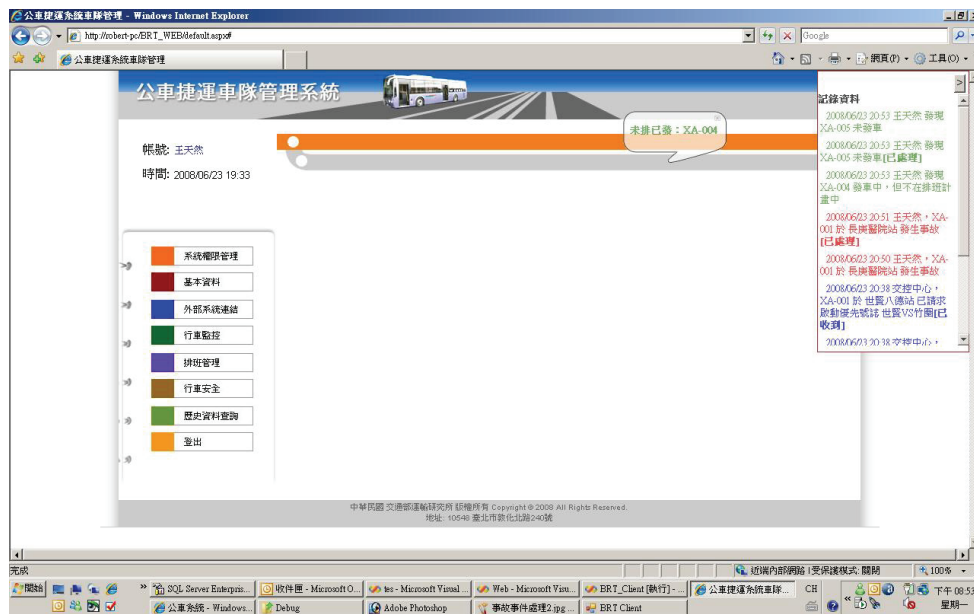 公車捷運系統車隊管理 - Windows Internet Explorer
http://robert-pc/BRT_WEB/default.aspx#
Google
公車捷運系統車隊管理
網頁(P)
工具(O)
公車捷運車隊管理系統
未排已發：XA-004
帳號: 王天然
時間: 2008/06/23 19:33
系統權限管理
基本資料
外部系統連結
行車監控
排班管理
行車安全
歷史資料查詢
登出
記錄資料
2008/06/23 20:53 王天然 發現
XA-005 未發車
2008/06/23 20:53 王天然 發現
XA-005 未發車[已處理]
2008/06/23 20:53 王天然 發現
XA-004 發車中，但不在排班計
畫中
2008/06/23 20:51 王天然，XA-
001 於 長庚醫院站 發生事故
[已處理]
2008/06/23 20:50 王天然，XA-
001 於 長庚醫院站 發生事故
2008/06/23 20:38 交控中心，
XA-001 於 世賢八德站 已請求
啟動優先號誌 世賢VS竹圍[已
收到]
2008/06/23 20:38 交控中心，
中華民國 交通部運輸研究所 版權所有 Copyright © 2008 All Rights Reserved.
地址: 10548 臺北市敦化北路240號
完成
近端內部網路 | 受保護模式: 關閉
100%
開始
SQL Server Enterpris...
收件匣 - Microsoft O...
tes - Microsoft Visual ...
Web - Microsoft Visu...
BRT_Client [執行] - ...
公車捷運系統車隊...
CH
下午 08:5
公車系統 - Windows...
Debug
Adobe Photoshop
事故事件處理2.jpg ...
BRT Client
星期一